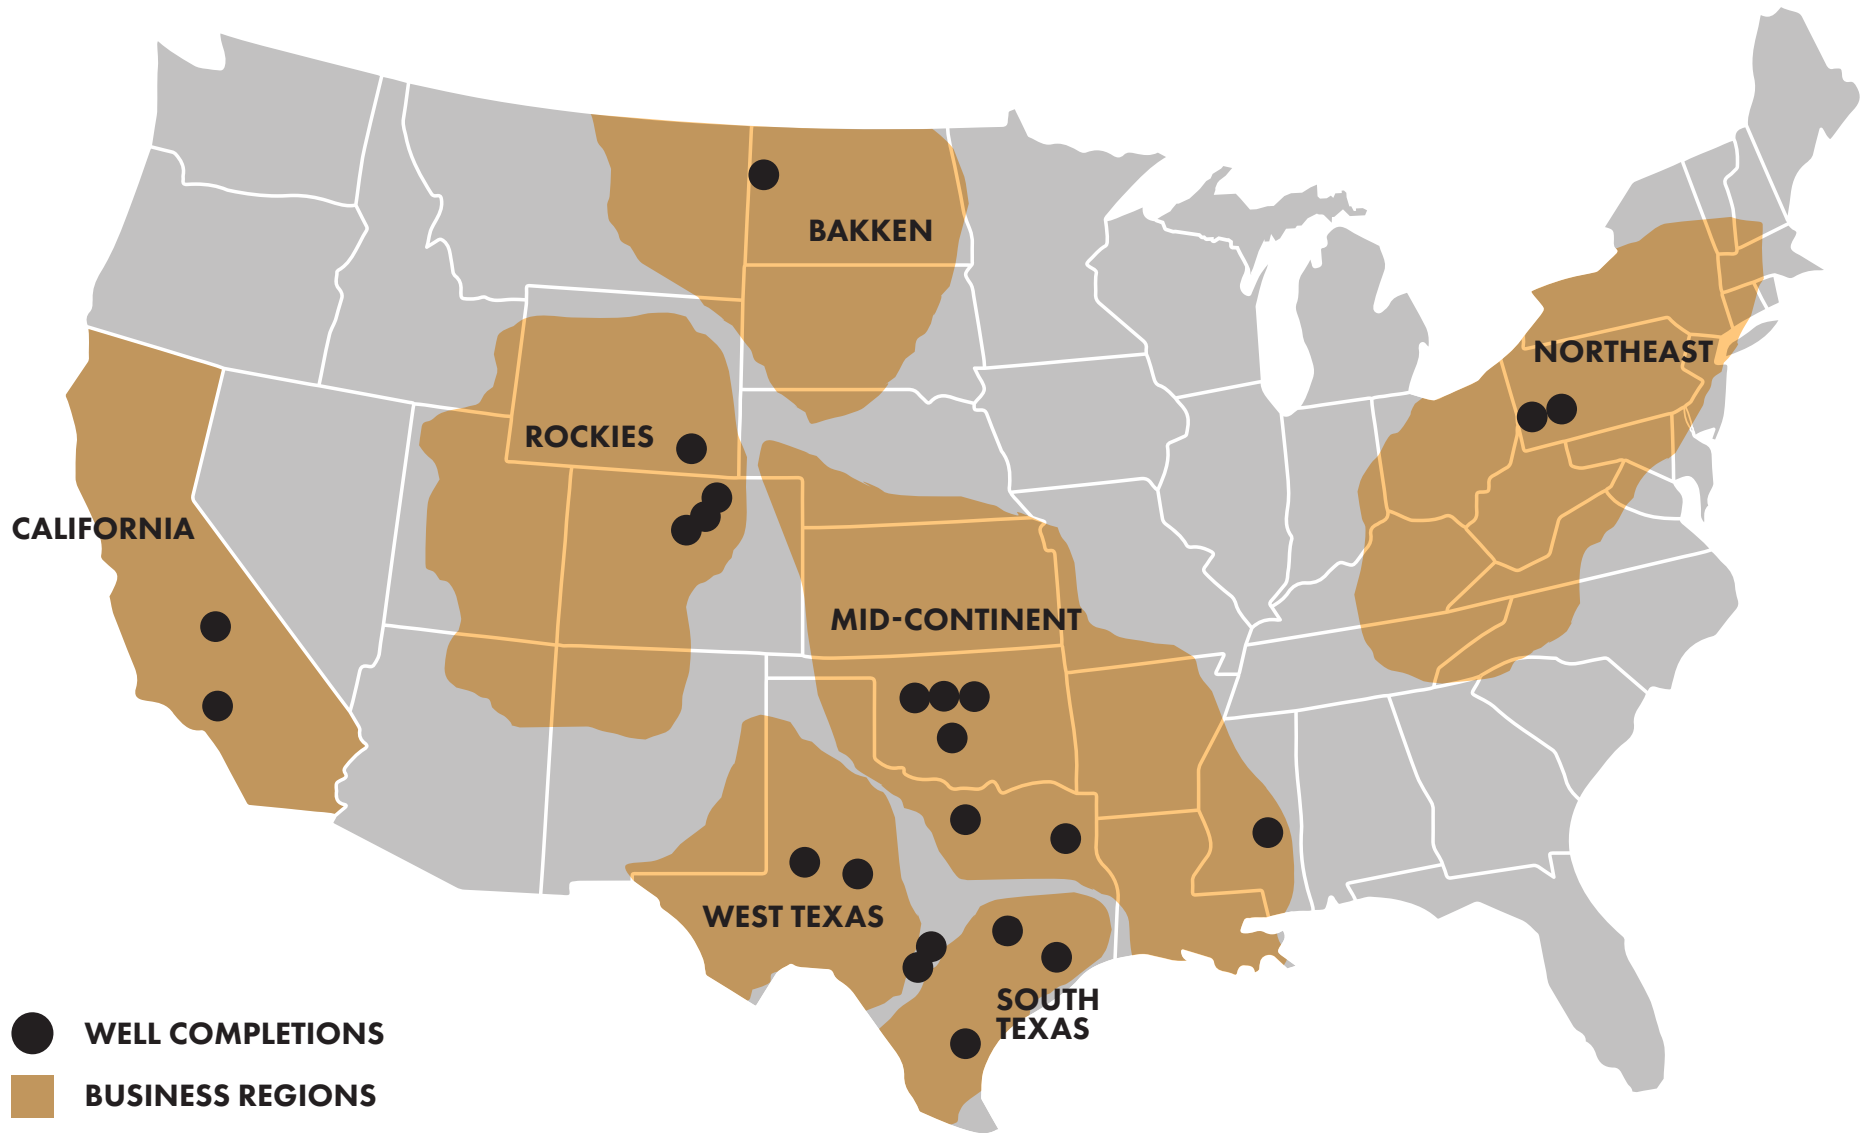 BAKKEN
NORTHEAST
ROCKIES
CALIFORNIA
MID-CONTINENT
WEST TEXAS
SOUTH
TEXAS
WELL COMPLETIONS
BUSINESS REGIONS